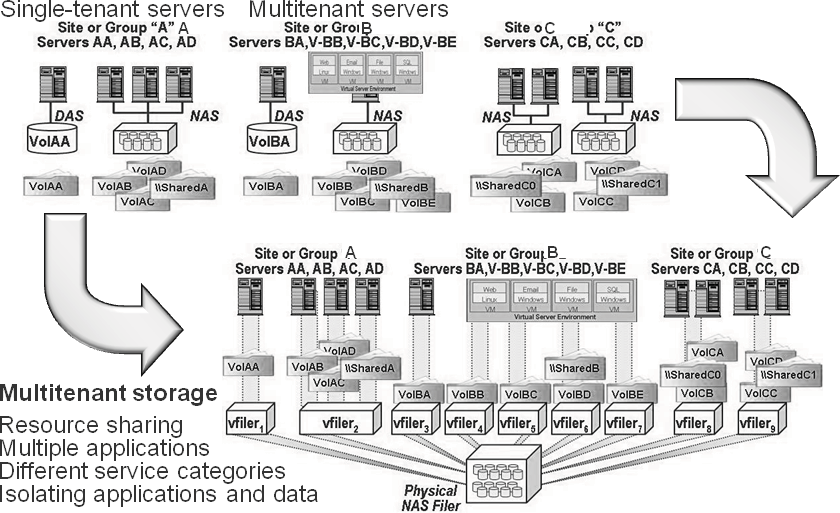 Single-tenant servers
Multitenant servers
Site or Group "A" A
Servers AA, AB, AC, AD
Site or Group B
Servers BA,V-BB,V-BC,V-BD,V-BE
Site o C "C"
Servers CA, CB, CC, CD
Web Email File SQL
Linux Windows Windows Windows
VM VM VM VM
Virtual Server Environment
DAS
NAS
DAS
NAS
NAS
NAS
VolAA
VolBA
VolAA
VolAD
VolAB
\\SharedA
VolAC
VolBA
VolBD
VolBB
\\SharedB
VolBC
VolBE
VolCA
\\SharedC0
VolCB
VolCD
\\SharedC1
VolCC
Site or Group A
Servers AA, AB, AC, AD
Site or Group B
Servers BA,V-BB,V-BC,V-BD,V-BE
Site or Group C
Servers CA, CB, CC, CD
Web Email File SQL
Linux Windows Windows Windows
VM VM VM VM
Virtual Server Environment
VolAA
VolAD
VolAB
\\SharedA
VolAC
VolBA
VolBB
VolBC
\\SharedB
VolBD
VolBE
VolCA
\\SharedC0
VolCB
VolCD
\\SharedC1
VolCC
vfiler1
vfiler2
vfiler3
vfiler4
vfiler5
vfiler6
vfiler7
vfiler8
vfiler9
Multitenant storage
Resource sharing
Multiple applications
Different service categories
Isolating applications and data
Physical
NAS Filer